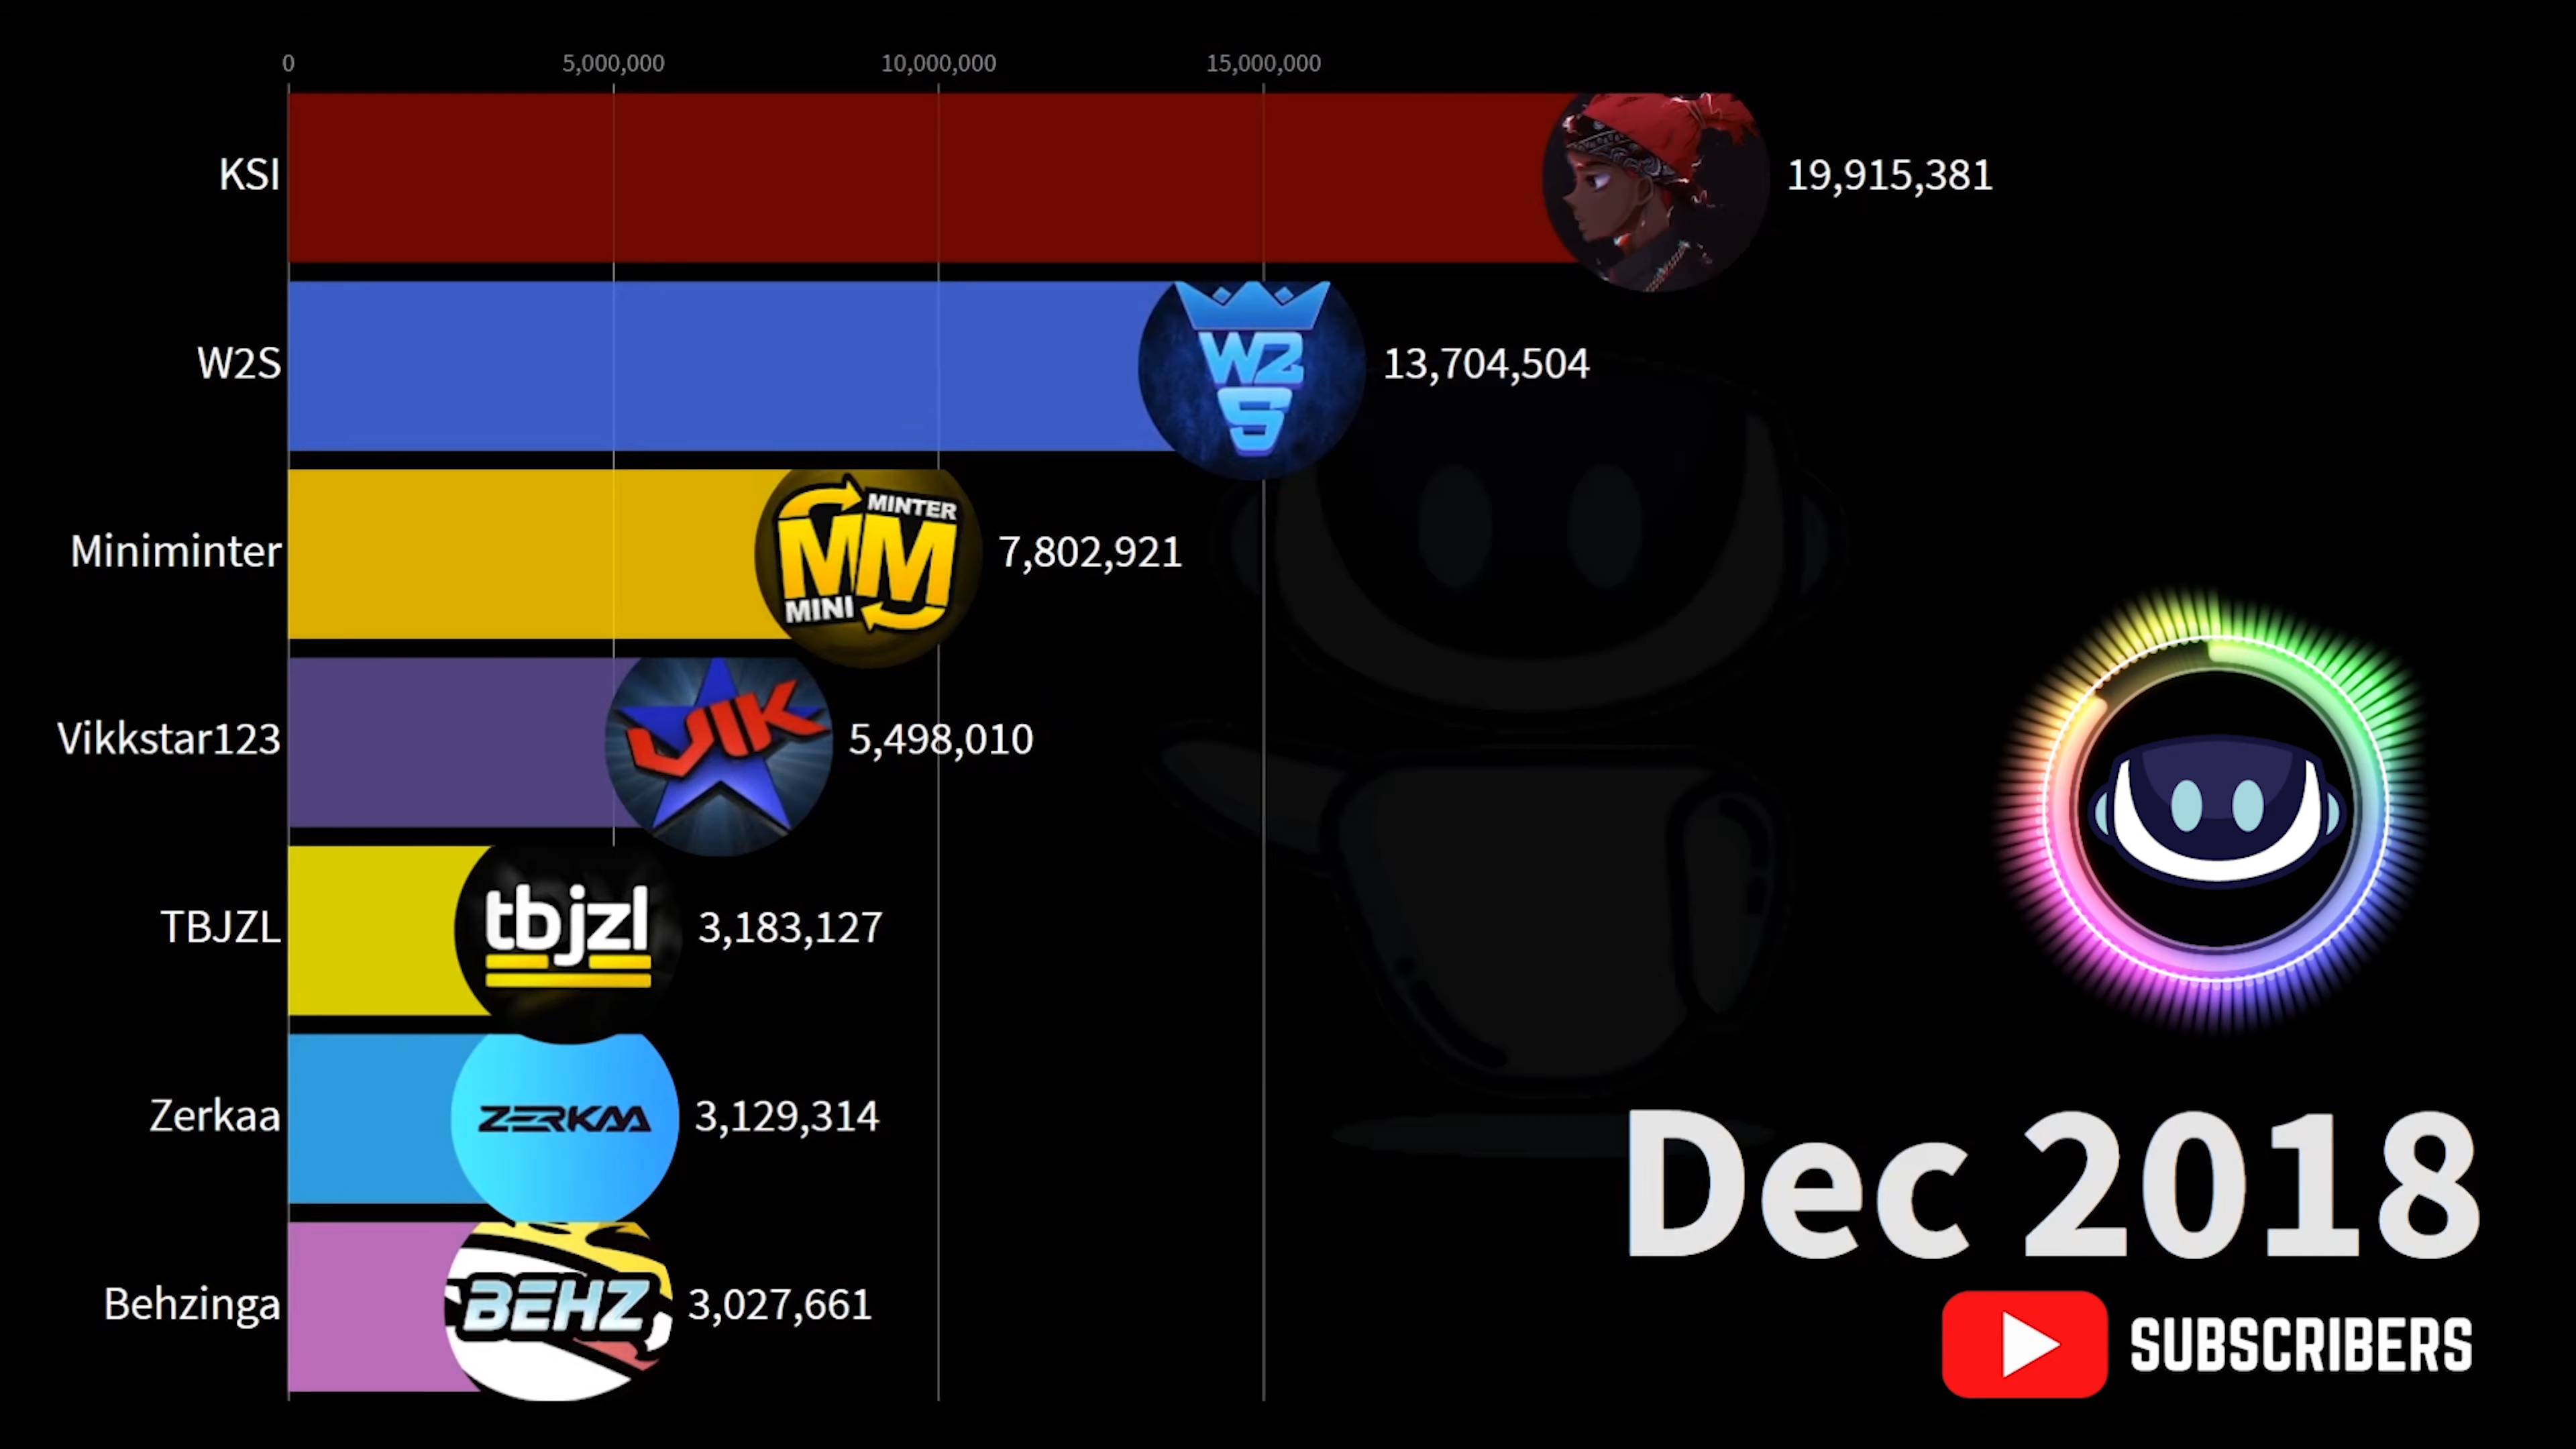 0 5,000,000 10,000,000 15,000,000
KSI 19,915,381
W2S W2S 13,704,504
Miniminter MINTER MM MINI 7,802,921
Vikkstar123 VIK 5,498,010
TBJZL tbjzl 3,183,127
Zerkaa ZERKAA 3,129,314
Behzinga BEHZ 3,027,661
Dec 2018
SUBSCRIBERS